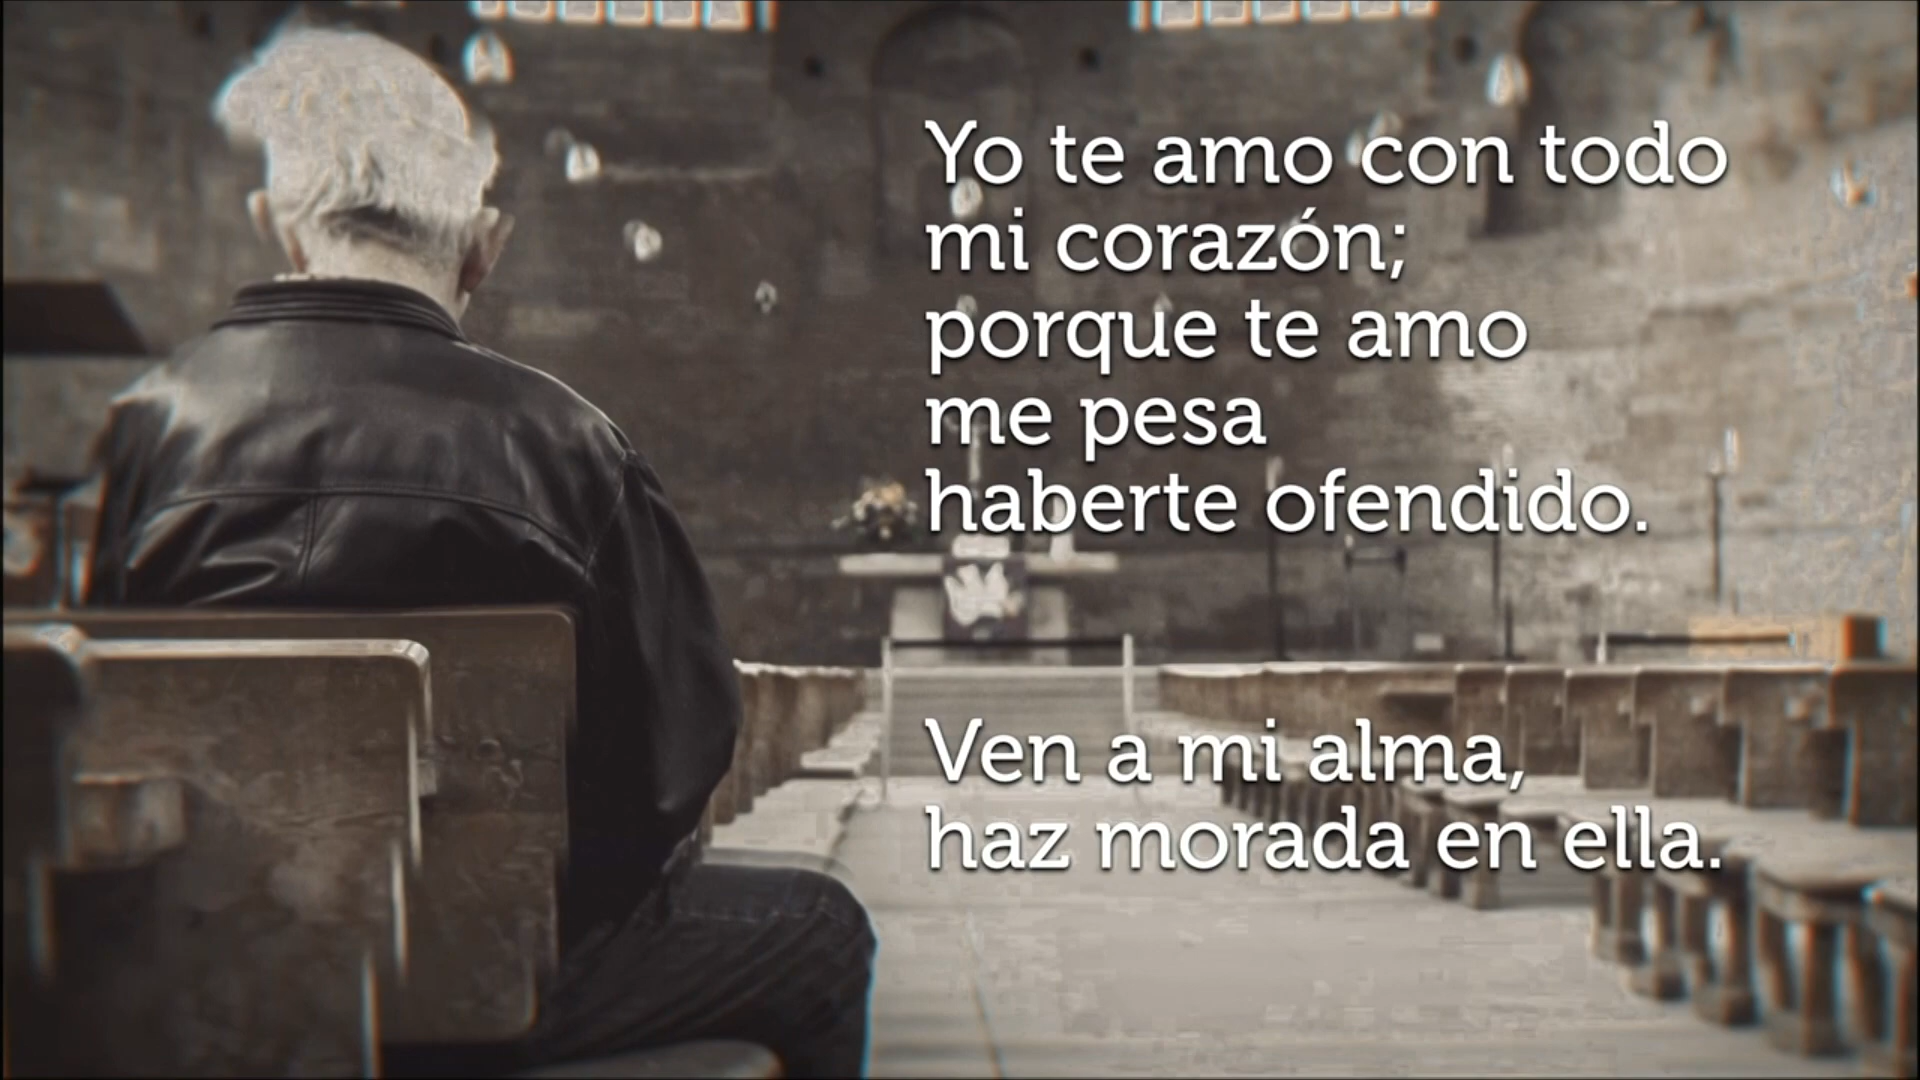 Yo te amo con todo
mi corazón;
porque te amo
me pesa
haberte ofendido.
Ven a mi alma,
haz morada en ella.